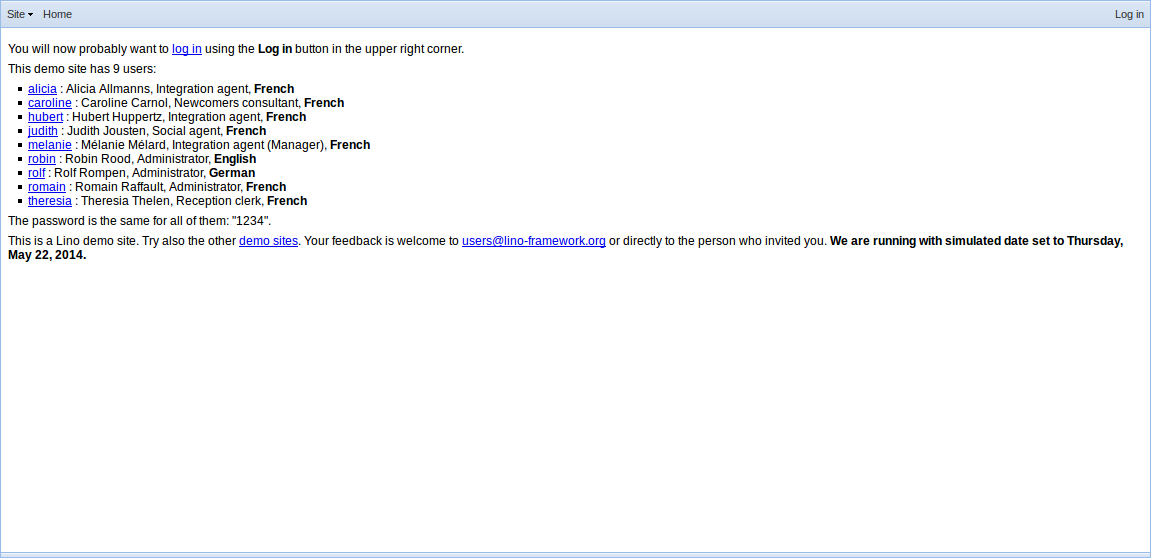 Site Home Log in
You will now probably want to log in using the Log in button in the upper right corner.
This demo site has 9 users:
alicia : Alicia Allmanns, Integration agent, French
caroline : Caroline Carnol, Newcomers consultant, French
hubert : Hubert Huppertz, Integration agent, French
judith : Judith Jousten, Social agent, French
melanie : Mélanie Mélard, Integration agent (Manager), French
robin : Robin Rood, Administrator, English
rolf : Rolf Rompen, Administrator, German
romain : Romain Raffault, Administrator, French
theresia : Theresia Thelen, Reception clerk, French
The password is the same for all of them: "1234".
This is a Lino demo site. Try also the other demo sites. Your feedback is welcome to users@lino-framework.org or directly to the person who invited you. We are running with simulated date set to Thursday,
May 22, 2014.